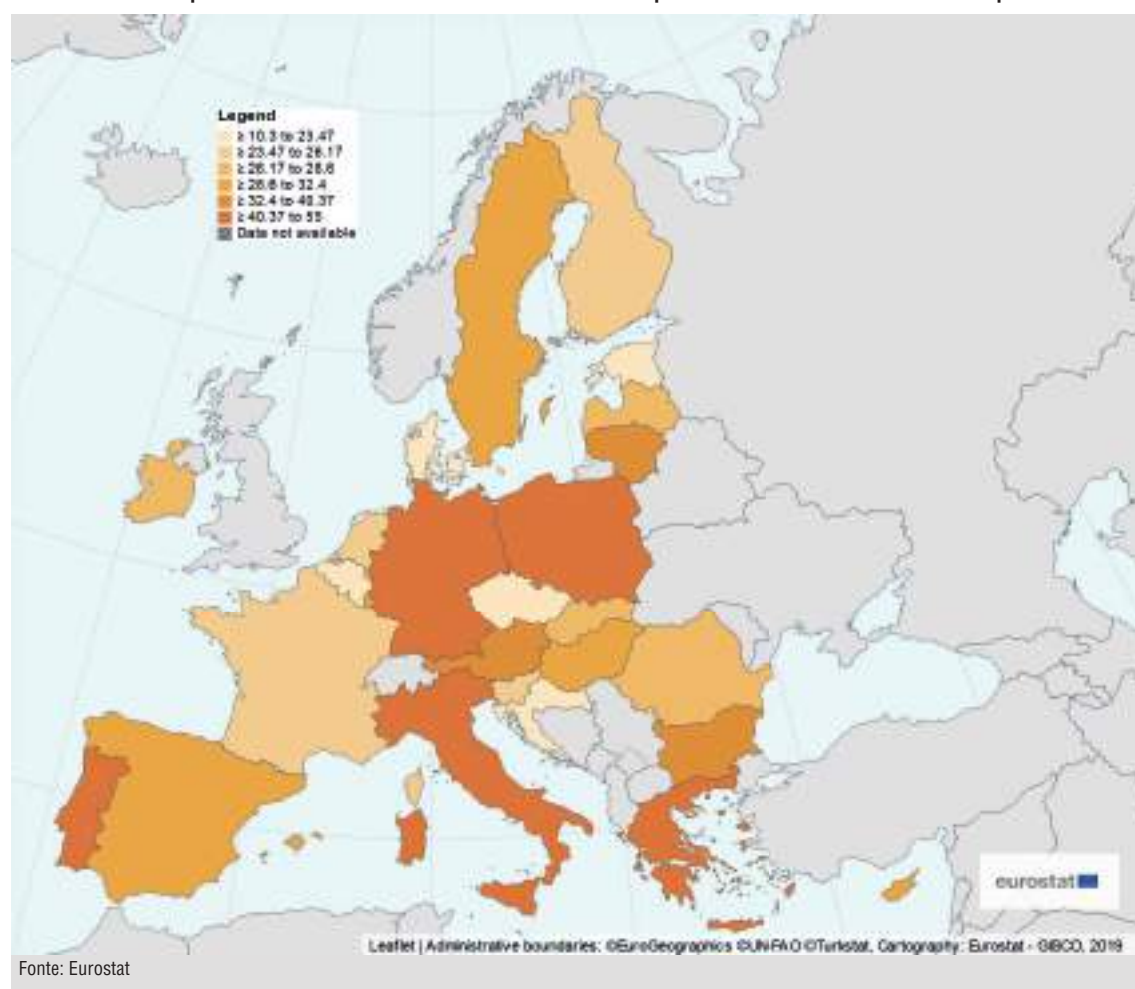 Legend
≥ 10.3 to 23.47
≥ 23.47 to 26.17
≥ 26.17 to 28.6
≥ 28.6 to 32.4
≥ 32.4 to 40.37
≥ 40.37 to 55
Data not available
eurostat
Leaflet | Administrative boundaries: ©EuroGeographics ©UN-FAO ©Turkstat, Cartography: Eurostat - GISCO, 2019
Fonte: Eurostat